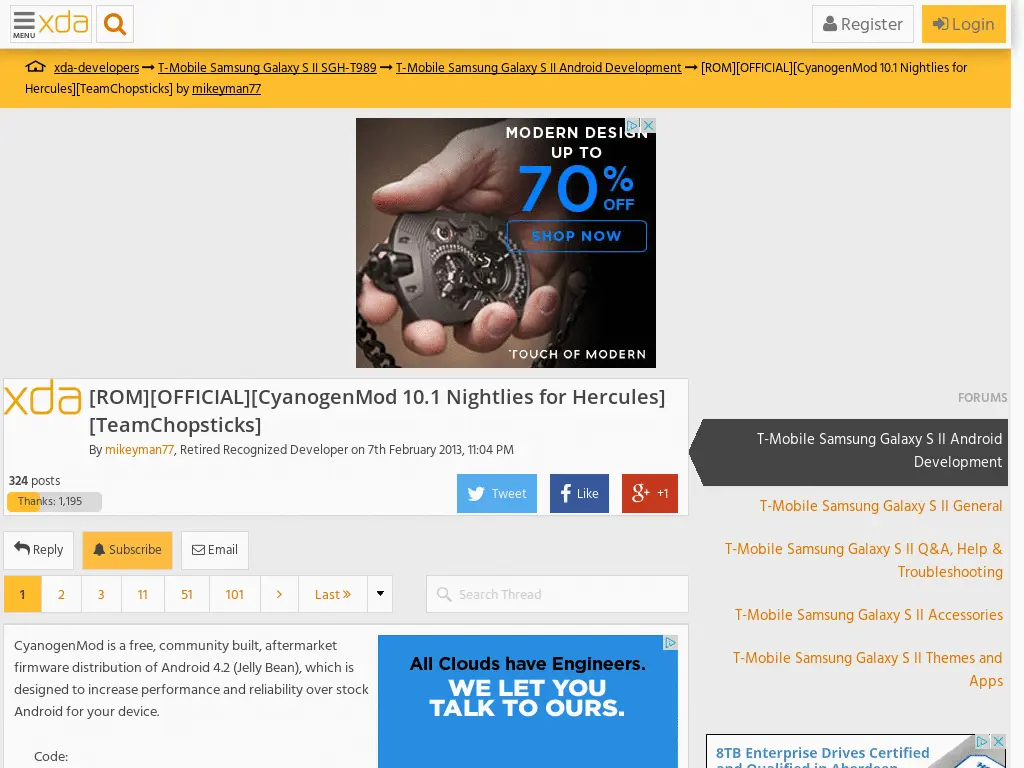 MENU
xda
Register
Login
xda-developers → T-Mobile Samsung Galaxy S II SGH-T989 → T-Mobile Samsung Galaxy S II Android Development → [ROM][OFFICIAL][CyanogenMod 10.1 Nightlies for
Hercules][TeamChopsticks] by mikeyman77
MODERN DESIGN
UP TO
70% OFF
SHOP NOW
TOUCH OF MODERN
xda
[ROM][OFFICIAL][CyanogenMod 10.1 Nightlies for Hercules]
[TeamChopsticks]
By mikeyman77, Retired Recognized Developer on 7th February 2013, 11:04 PM
324 posts
Thanks: 1,195
Tweet
Like
g+ +1
Reply
Subscribe
Email
1 2 3 11 51 101 > Last »
Search Thread
CyanogenMod is a free, community built, aftermarket
firmware distribution of Android 4.2 (Jelly Bean), which is
designed to increase performance and reliability over stock
Android for your device.
Code:
All Clouds have Engineers.
WE LET YOU
TALK TO OURS.
FORUMS
T-Mobile Samsung Galaxy S II Android
Development
T-Mobile Samsung Galaxy S II General
T-Mobile Samsung Galaxy S II Q&A, Help &
Troubleshooting
T-Mobile Samsung Galaxy S II Accessories
T-Mobile Samsung Galaxy S II Themes and
Apps
8TB Enterprise Drives Certified
and Qualified in Aberdeen